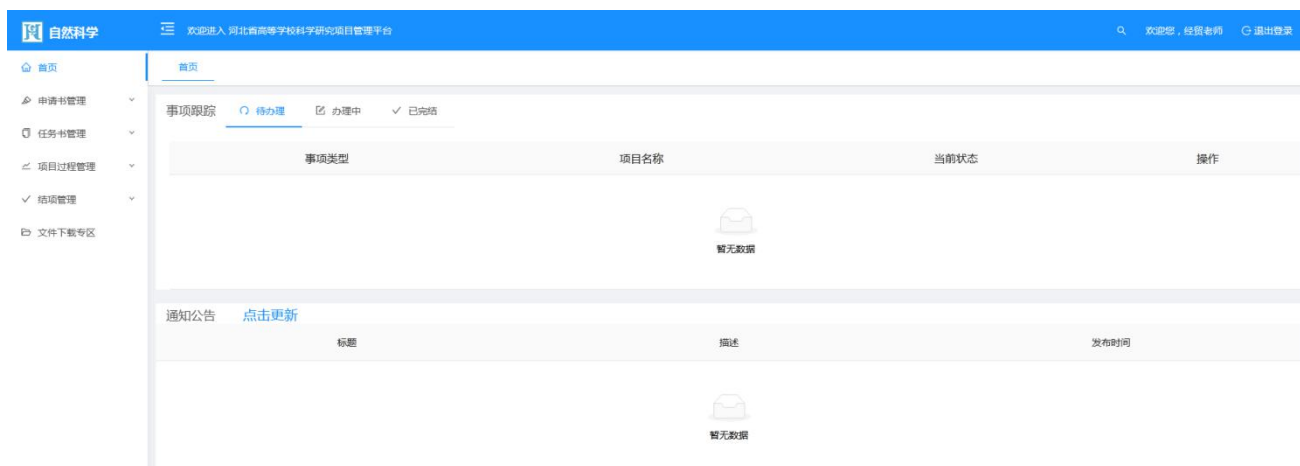 自然科学
欢迎进入 河北省高等学校科学研究项目管理平台
欢迎您，经贸老师 退出登录
首页
申请书管理
任务书管理
项目过程管理
结项管理
文件下载专区
首页
事项跟踪 待办理 办理中 已完结
事项类型 项目名称 当前状态 操作
暂无数据
通知公告 点击更新
标题 描述 发布时间
暂无数据